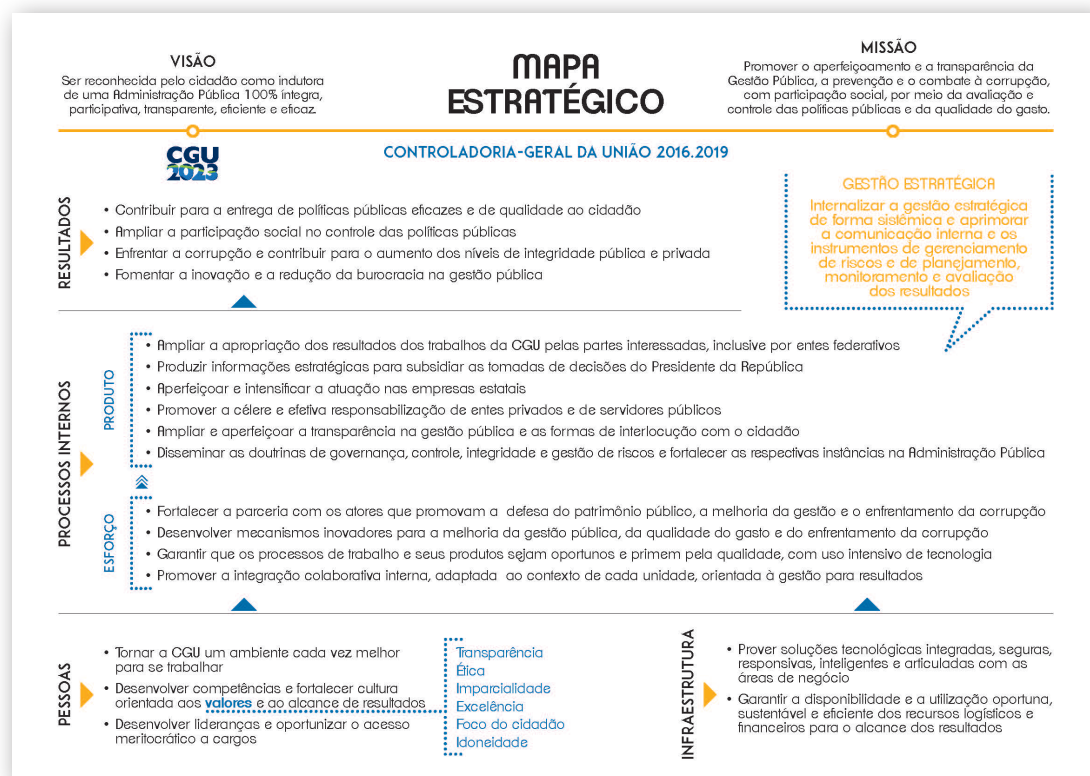 VISÃO
Ser reconhecida pelo cidadão como indutora
de uma Administração Pública 100% íntegra,
participativa, transparente, eficiente e eficaz.
MAPA
ESTRATÉGICO
MISSÃO
Promover o aperfeiçoamento e a transparência da
Gestão Pública, a prevenção e o combate à corrupção,
com participação social, por meio da avaliação e
controle das políticas públicas e da qualidade do gasto.
CGU
2023
CONTROLADORIA-GERAL DA UNIÃO 2016.2019
GESTÃO ESTRATÉGICA
Internalizar a gestão estratégica
de forma sistêmica e aprimorar
a comunicação interna e os
instrumentos de gerenciamento
de riscos e de planejamento,
monitoramento e avaliação
dos resultados
RESULTADOS
• Contribuir para a entrega de políticas públicas eficazes e de qualidade ao cidadão
• Ampliar a participação social no controle das políticas públicas
• Enfrentar a corrupção e contribuir para o aumento dos níveis de integridade pública e privada
• Fomentar a inovação e a redução da burocracia na gestão pública
PROCESSOS INTERNOS
PRODUTO
• Ampliar a apropriação dos resultados dos trabalhos da CGU pelas partes interessadas, inclusive por entes federativos
• Produzir informações estratégicas para subsidiar as tomadas de decisões do Presidente da República
• Aperfeiçoar e intensificar a atuação nas empresas estatais
• Promover a célere e efetiva responsabilização de entes privados e de servidores públicos
• Ampliar e aperfeiçoar a transparência na gestão pública e as formas de interlocução com o cidadão
• Disseminar as doutrinas de governança, controle, integridade e gestão de riscos e fortalecer as respectivas instâncias na Administração Pública
ESFORÇO
• Fortalecer a parceria com os atores que promovam a defesa do patrimônio público, a melhoria da gestão e o enfrentamento da corrupção
• Desenvolver mecanismos inovadores para a melhoria da gestão pública, da qualidade do gasto e do enfrentamento da corrupção
• Garantir que os processos de trabalho e seus produtos sejam oportunos e primem pela qualidade, com uso intensivo de tecnologia
• Promover a integração colaborativa interna, adaptada ao contexto de cada unidade, orientada à gestão para resultados
PESSOAS
• Tornar a CGU um ambiente cada vez melhor
para se trabalhar
• Desenvolver competências e fortalecer cultura
orientada aos valores e ao alcance de resultados
• Desenvolver lideranças e oportunizar o acesso
meritocrático a cargos
Transparência
Ética
Imparcialidade
Excelência
Foco do cidadão
Idoneidade
INFRAESTRUTURA
• Prover soluções tecnológicas integradas, seguras,
responsivas, inteligentes e articuladas com as
áreas de negócio
• Garantir a disponibilidade e a utilização oportuna,
sustentável e eficiente dos recursos logísticos e
financeiros para o alcance dos resultados